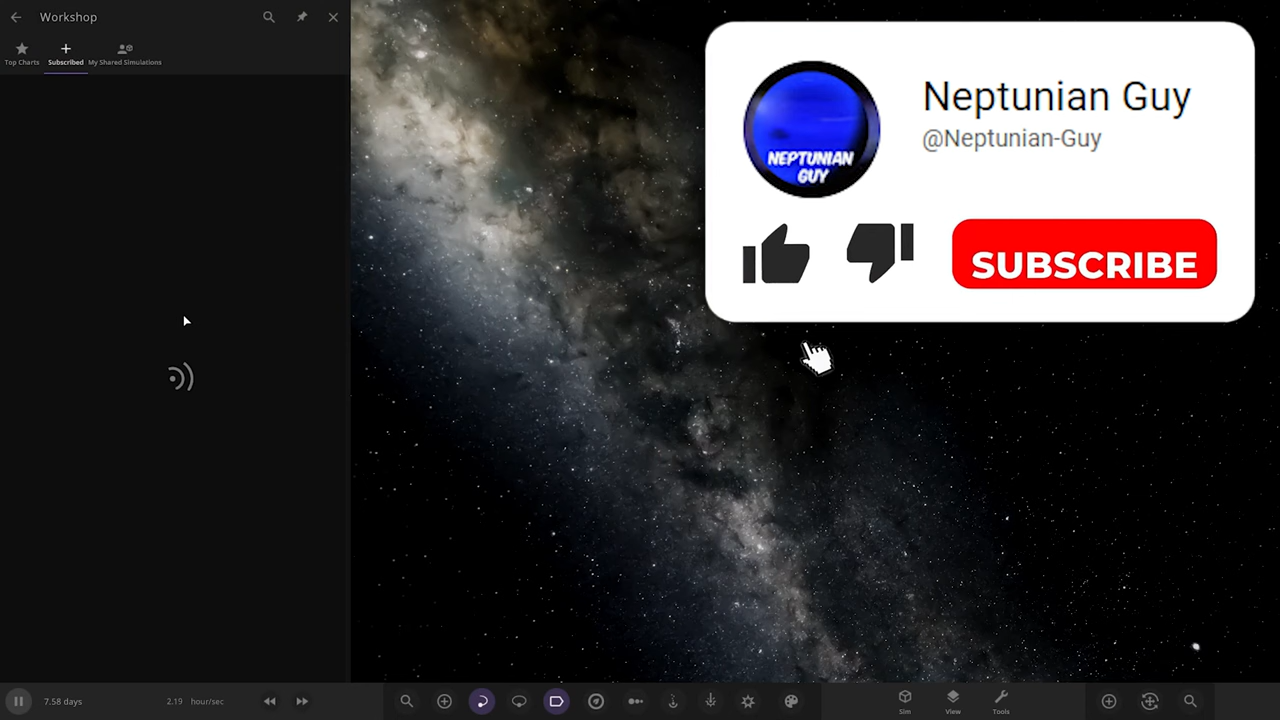 Workshop
Top Charts
Subscribed
My Shared Simulations
Neptunian Guy
@Neptunian-Guy
NEPTUNIAN
GUY
SUBSCRIBE
7.58 days
2.19 hour/sec
Sim
View
Tools